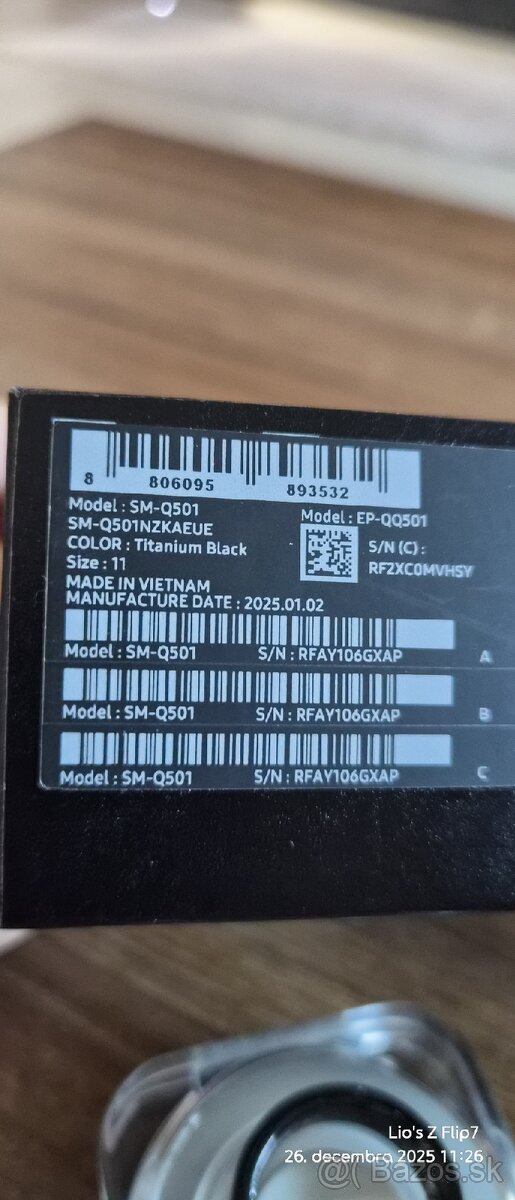 8 806095 893532
Model : SM-Q501
SM-Q501NZKAEUE
COLOR : Titanium Black
Size : 11
MADE IN VIETNAM
MANUFACTURE DATE : 2025.01.02
Model : EP-QQ501
S/N (C) :
RF2XC0MVHSY
Model : SM-Q501 S/N : RFAY106GXAP A
Model : SM-Q501 S/N : RFAY106GXAP B
Model : SM-Q501 S/N : RFAY106GXAP C
Lio's Z Flip7
26. decembra 2025 11:26
Bazos.sk